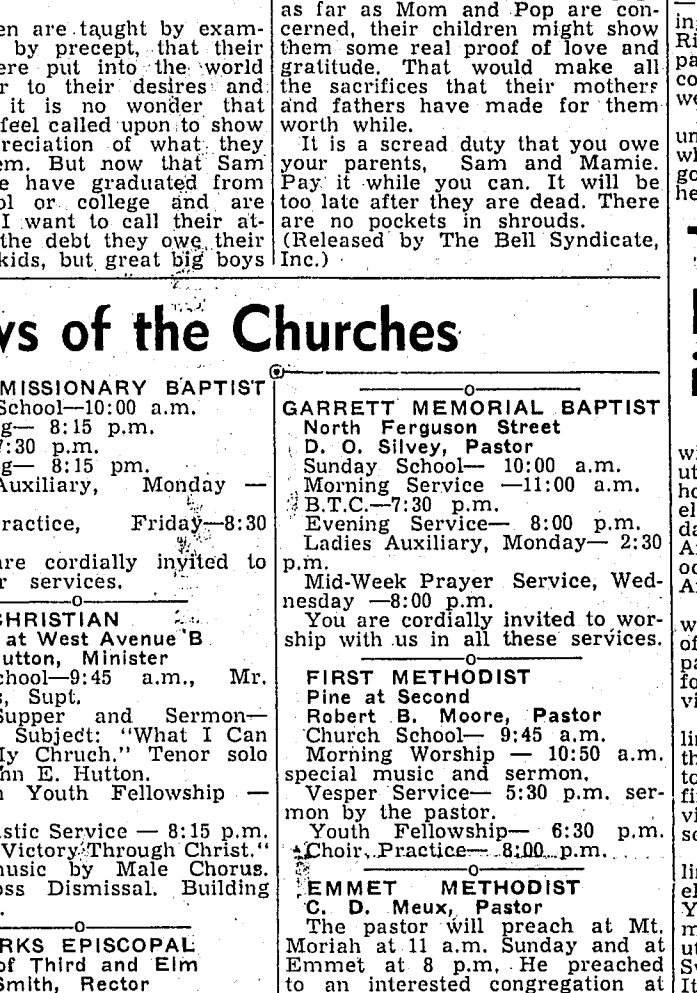 en are taught by exam-
by precept, that their
ere put into the world
r to their desires and
it is no wonder that
feel called upon to show
reciation of what they
em. But now that Sam
e have graduated from
ol or college and are
I want to call their at-
the debt they owe their
kids, but great big boys
as far as Mom and Pop are con-
cerned, their children might show
them some real proof of love and
gratitude. That would make all
the sacrifices that their mothers
and fathers have made for them
worth while.
It is a scread duty that you owe
your parents, Sam and Mamie.
Pay it while you can. It will be
too late after they are dead. There
are no pockets in shrouds.
(Released by The Bell Syndicate,
Inc.)
ws of the Churches
MISSIONARY BAPTIST
School—10:00 a.m.
g— 8:15 p.m.
7:30 p.m.
g— 8:15 pm.
Auxiliary, Monday —
ractice, Friday—8:30
are cordially invited to
r services.
CHRISTIAN
at West Avenue B
utton, Minister
chool—9:45 a.m., Mr.
s, Supt.
Supper and Sermon—
Subject: "What I Can
My Chruch." Tenor solo
nn E. Hutton.
n Youth Fellowship —
astic Service — 8:15 p.m.
Victory Through Christ."
music by Male Chorus.
oss Dismissal. Building
RKS EPISCOPAL
of Third and Elm
Smith, Rector
GARRETT MEMORIAL BAPTIST
North Ferguson Street
D. O. Silvey, Pastor
Sunday School— 10:00 a.m.
Morning Service —11:00 a.m.
B.T.C.—7:30 p.m.
Evening Service— 8:00 p.m.
Ladies Auxiliary, Monday— 2:30
p.m.
Mid-Week Prayer Service, Wed-
nesday —8:00 p.m.
You are cordially invited to wor-
ship with us in all these services.
FIRST METHODIST
Pine at Second
Robert B. Moore, Pastor
Church School— 9:45 a.m.
Morning Worship — 10:50 a.m.
special music and sermon.
Vesper Service— 5:30 p.m. ser-
mon by the pastor.
Youth Fellowship— 6:30 p.m.
Choir Practice— 8:00 p.m.
EMMET METHODIST
C. D. Meux, Pastor
The pastor will preach at Mt.
Moriah at 11 a.m. Sunday and at
Emmet at 8 p.m. He preached
to an interested congregation at